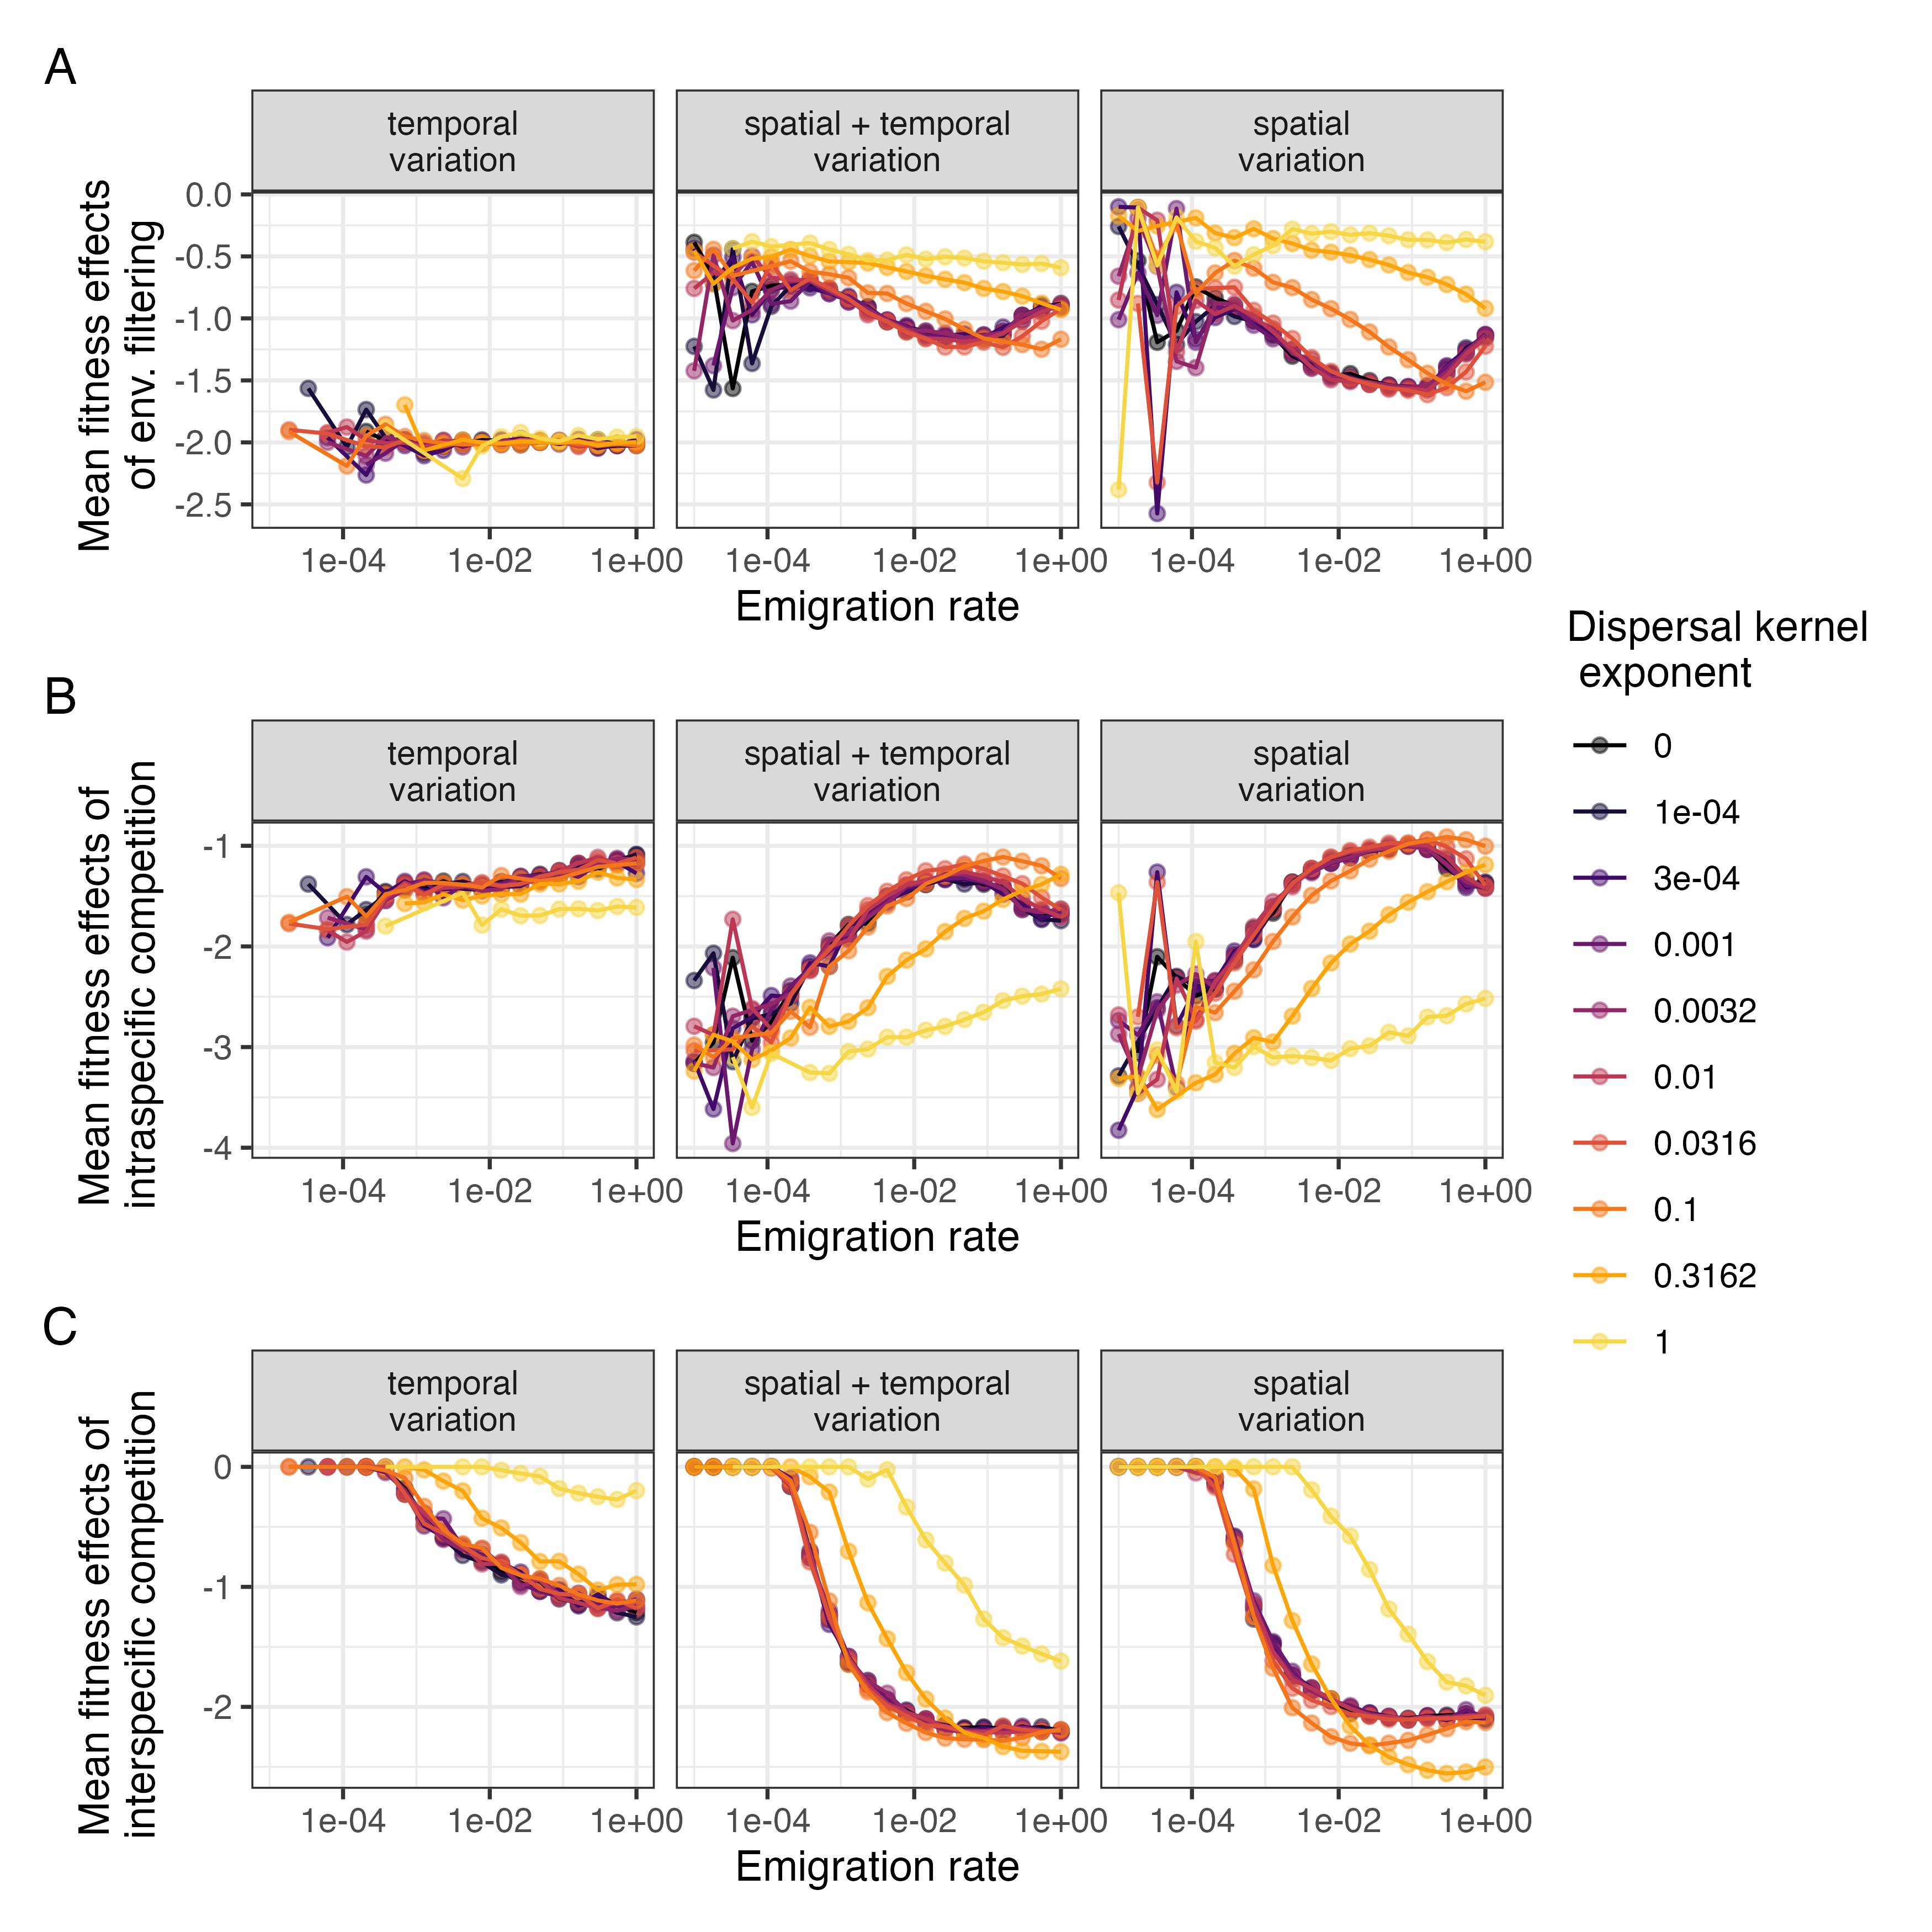 A
temporal
variation
spatial + temporal
variation
spatial
variation
Mean fitness effects
of env. filtering
0.0
-0.5
-1.0
-1.5
-2.0
-2.5
1e-04 1e-02 1e+00 1e-04 1e-02 1e+00 1e-04 1e-02 1e+00
Emigration rate
B
temporal
variation
spatial + temporal
variation
spatial
variation
Mean fitness effects of
intraspecific competition
-1
-2
-3
-4
1e-04 1e-02 1e+00 1e-04 1e-02 1e+00 1e-04 1e-02 1e+00
Emigration rate
C
temporal
variation
spatial + temporal
variation
spatial
variation
Mean fitness effects of
interspecific competition
0
-1
-2
1e-04 1e-02 1e+00 1e-04 1e-02 1e+00 1e-04 1e-02 1e+00
Emigration rate
Dispersal kernel
exponent
0
1e-04
3e-04
0.001
0.0032
0.01
0.0316
0.1
0.3162
1